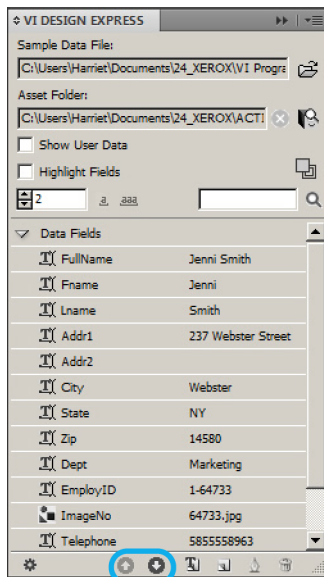 VI DESIGN EXPRESS
Sample Data File:
C:\Users\Harriet\Documents\24_XEROX\VI Progra
Asset Folder:
C:\Users\Harriet\Documents\24_XEROX\ACTI
Show User Data
Highlight Fields
2 a aaa
Data Fields
FullName Jenni Smith
Fname Jenni
Lname Smith
Addr1 237 Webster Street
Addr2
City Webster
State NY
Zip 14580
Dept Marketing
EmployID 1-64733
ImageNo 64733.jpg
Telephone 5855558963